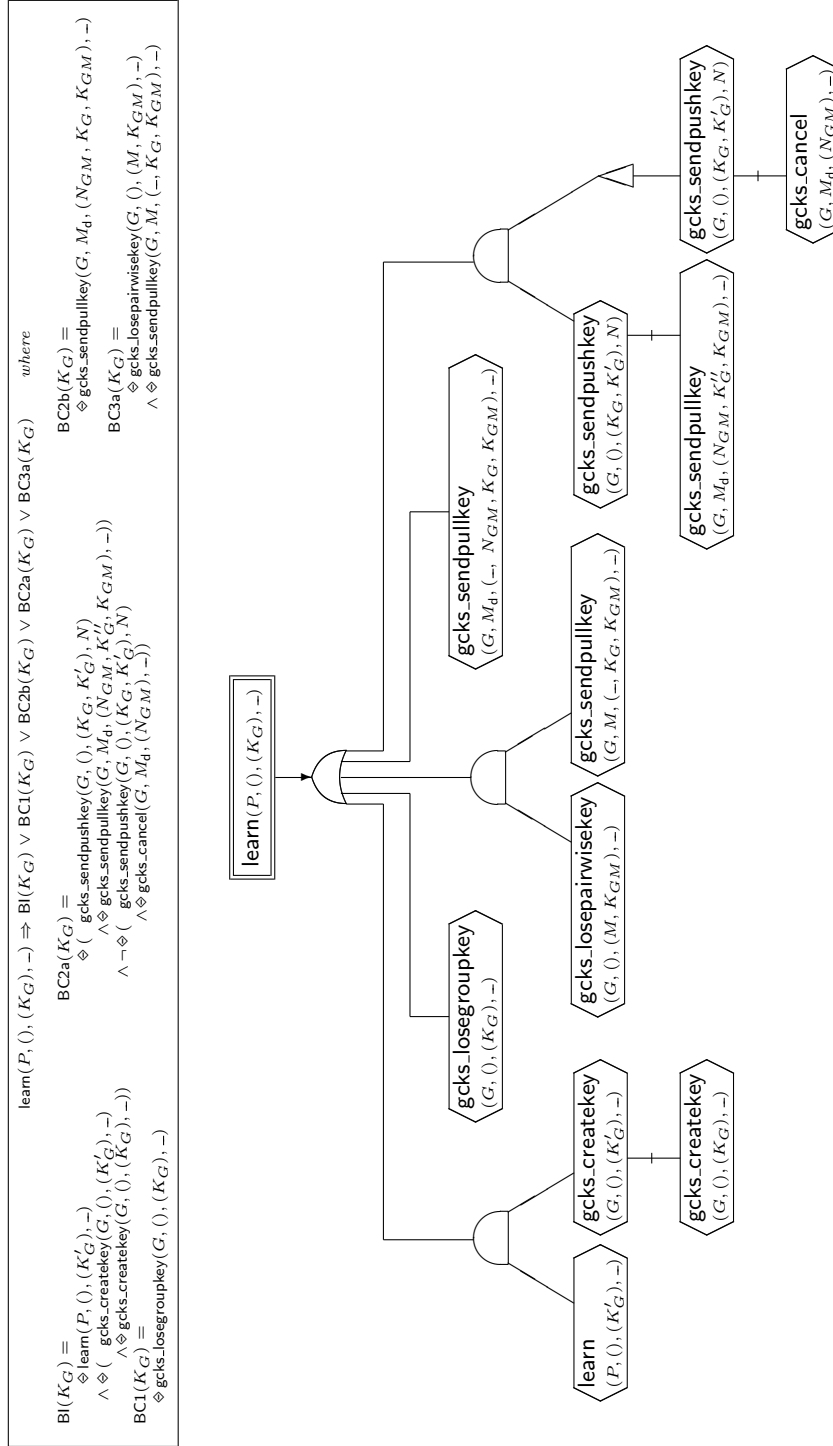 learn(P, (), (K_G), _) ⇒ BI(K_G) ∨ BC1(K_G) ∨ BC2b(K_G) ∨ BC2a(K_G) ∨ BC3a(K_G) where
BI(K_G) =
⟐ learn(P, (), (K′_G), _)
∧ ⟐ ( gcks_createkey(G, (), (K′_G), _)
∧ ⟐ gcks_createkey(G, (), (K_G), _))
BC1(K_G) =
⟐ gcks_losegroupkey(G, (), (K_G), _)
BC2a(K_G) =
⟐ ( gcks_sendpushkey(G, (), (K_G, K′_G), N)
∧ ⟐ gcks_sendpullkey(G, M_d, (N_GM, K″_G, K_GM), _))
∧ ¬ ⟐ ( gcks_sendpushkey(G, (), (K_G, K′_G), N)
∧ ⟐ gcks_cancel(G, M_d, (N_GM), _))
BC2b(K_G) =
⟐ gcks_sendpullkey(G, M_d, (N_GM, K_G, K_GM), _)
BC3a(K_G) =
⟐ gcks_losepairwisekey(G, (), (M, K_GM), _)
∧ ⟐ gcks_sendpullkey(G, M, (_, K_G, K_GM), _)
learn(P, (), (K_G), _)
gcks_losegroupkey
(G, (), (K_G), _)
gcks_sendpullkey
(G, M_d, (_, N_GM, K_G, K_GM), _)
learn
(P, (), (K′_G), _)
gcks_createkey
(G, (), (K′_G), _)
gcks_losepairwisekey
(G, (), (M, K_GM), _)
gcks_sendpullkey
(G, M, (_, K_G, K_GM), _)
gcks_sendpushkey
(G, (), (K_G, K′_G), N)
gcks_sendpushkey
(G, (), (K_G, K′_G), N)
gcks_createkey
(G, (), (K_G), _)
gcks_sendpullkey
(G, M_d, (N_GM, K″_G, K_GM), _)
gcks_cancel
(G, M_d, (N_GM), _)